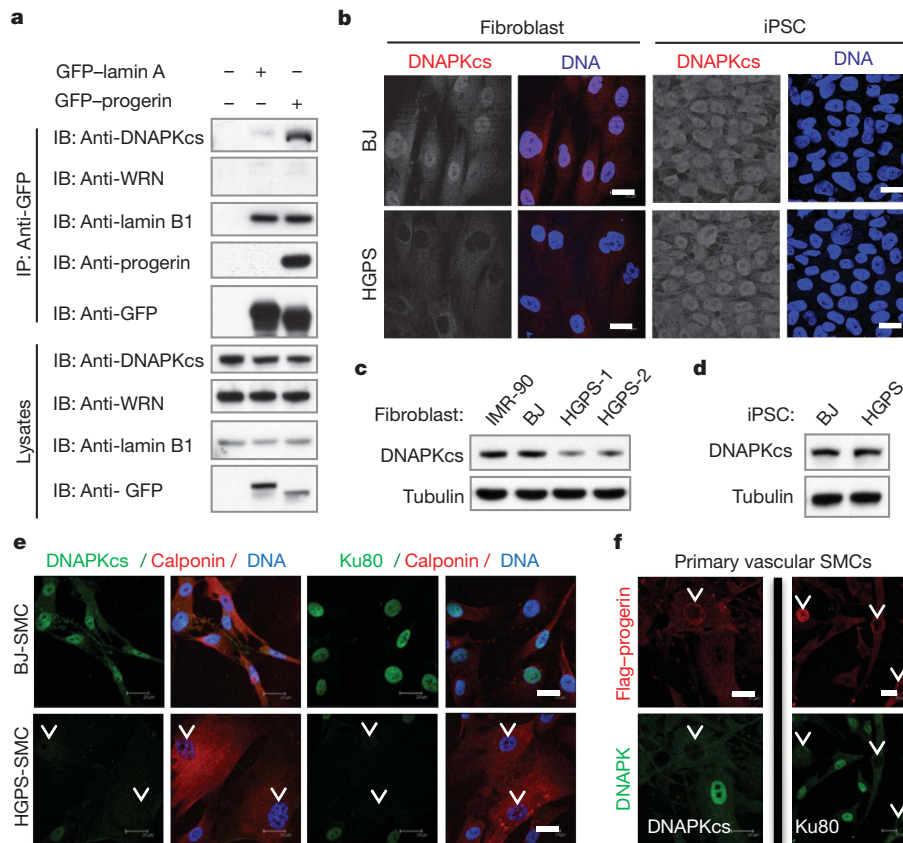 a
GFP–lamin A – + –
GFP–progerin – – +
IP: Anti-GFP
IB: Anti-DNAPKcs
IB: Anti-WRN
IB: Anti-lamin B1
IB: Anti-progerin
IB: Anti-GFP
Lysates
IB: Anti-DNAPKcs
IB: Anti-WRN
IB: Anti-lamin B1
IB: Anti- GFP
b
Fibroblast iPSC
DNAPKcs DNA DNAPKcs DNA
BJ
HGPS
c
Fibroblast: IMR-90 BJ HGPS-1 HGPS-2
DNAPKcs
Tubulin
d
iPSC: BJ HGPS
DNAPKcs
Tubulin
e
DNAPKcs / Calponin / DNA Ku80 / Calponin / DNA
BJ-SMC
HGPS-SMC
f
Primary vascular SMCs
Flag–progerin
DNAPK
DNAPKcs Ku80